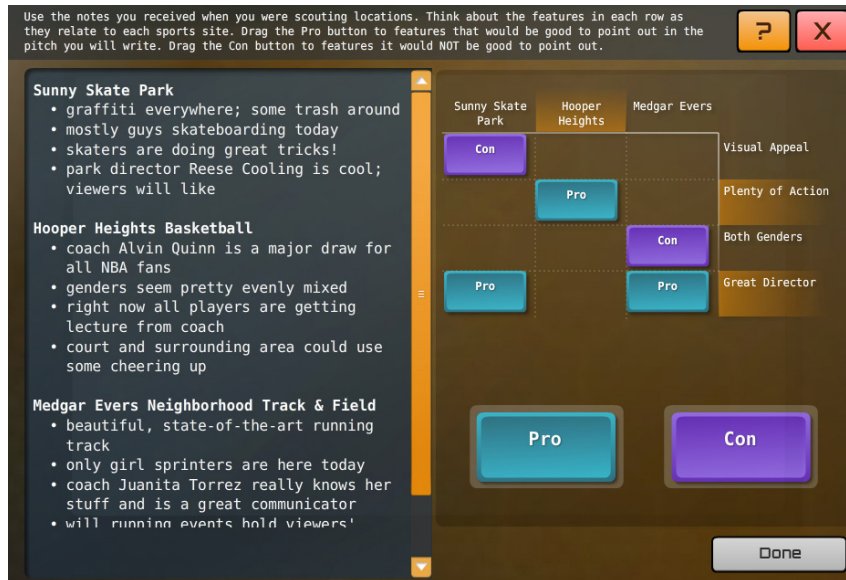 Use the notes you received when you were scouting locations. Think about the features in each row as
they relate to each sports site. Drag the Pro button to features that would be good to point out in the
pitch you will write. Drag the Con button to features it would NOT be good to point out.
?
X
Sunny Skate Park
• graffiti everywhere; some trash around
• mostly guys skateboarding today
• skaters are doing great tricks!
• park director Reese Cooling is cool;
viewers will like
Hooper Heights Basketball
• coach Alvin Quinn is a major draw for
all NBA fans
• genders seem pretty evenly mixed
• right now all players are getting
lecture from coach
• court and surrounding area could use
some cheering up
Medgar Evers Neighborhood Track & Field
• beautiful, state-of-the-art running
track
• only girl sprinters are here today
• coach Juanita Torrez really knows her
stuff and is a great communicator
• will running events hold viewers'
Sunny Skate
Park
Hooper
Heights
Medgar Evers
Con
Visual Appeal
Pro
Plenty of Action
Con
Both Genders
Pro
Pro
Great Director
Pro
Con
Done